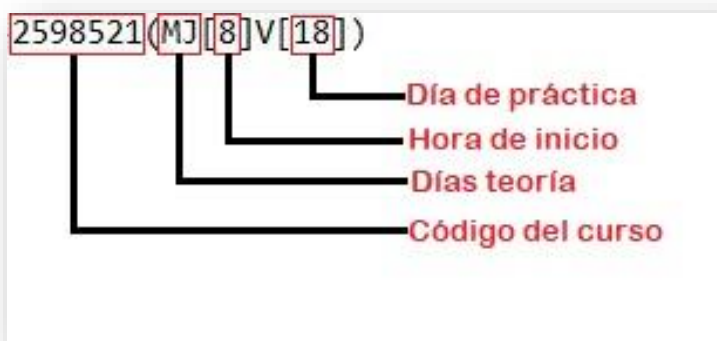 2598521(MJ[8]V[18])
Día de práctica
Hora de inicio
Días teoría
Código del curso